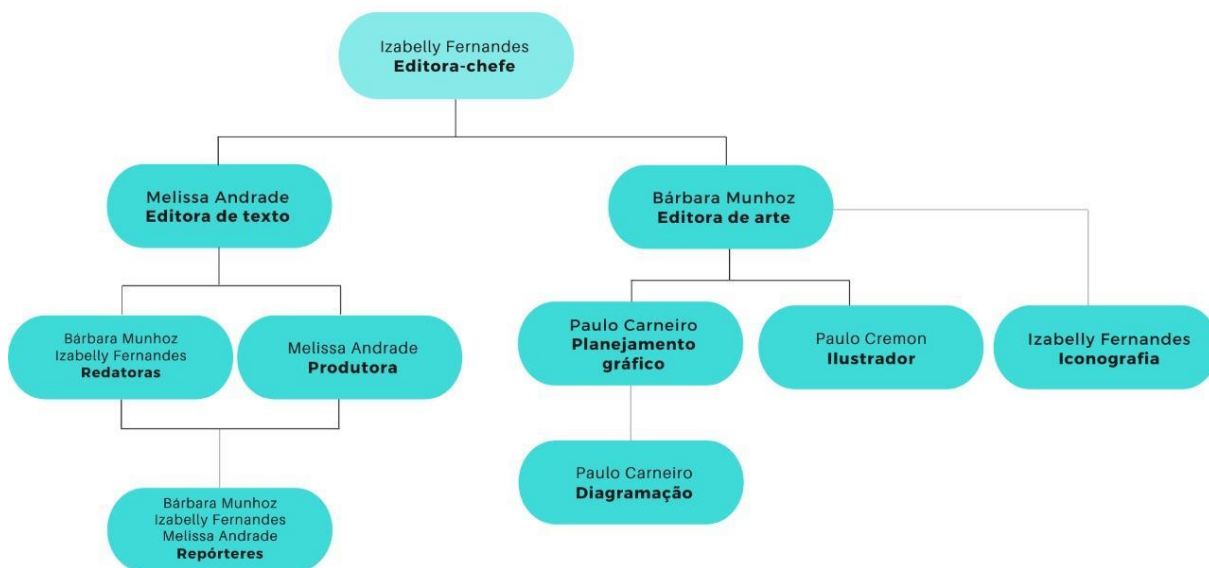 Izabelly Fernandes
Editora-chefe
Melissa Andrade
Editora de texto
Bárbara Munhoz
Editora de arte
Bárbara Munhoz
Izabelly Fernandes
Redatoras
Melissa Andrade
Produtora
Paulo Carneiro
Planejamento
gráfico
Paulo Cremon
Ilustrador
Izabelly Fernandes
Iconografia
Bárbara Munhoz
Izabelly Fernandes
Melissa Andrade
Repórteres
Paulo Carneiro
Diagramação